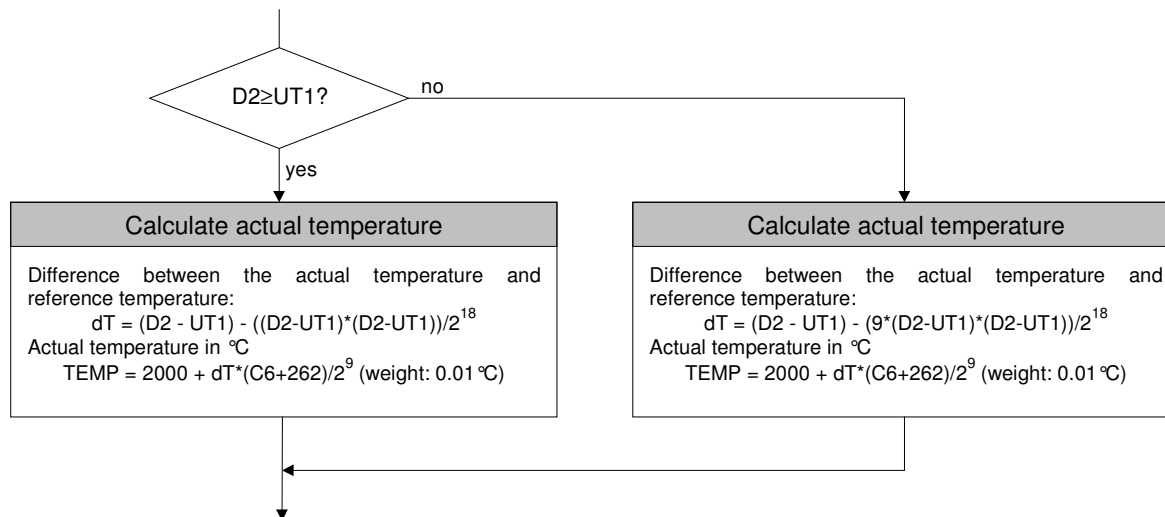 D2≥UT1?
no
yes
Calculate actual temperature
Difference between the actual temperature and
reference temperature:
dT = (D2 - UT1) - ((D2-UT1)*(D2-UT1))/2^18
Actual temperature in °C
TEMP = 2000 + dT*(C6+262)/2^9 (weight: 0.01°C)
Calculate actual temperature
Difference between the actual temperature and
reference temperature:
dT = (D2 - UT1) - (9*(D2-UT1)*(D2-UT1))/2^18
Actual temperature in °C
TEMP = 2000 + dT*(C6+262)/2^9 (weight: 0.01°C)